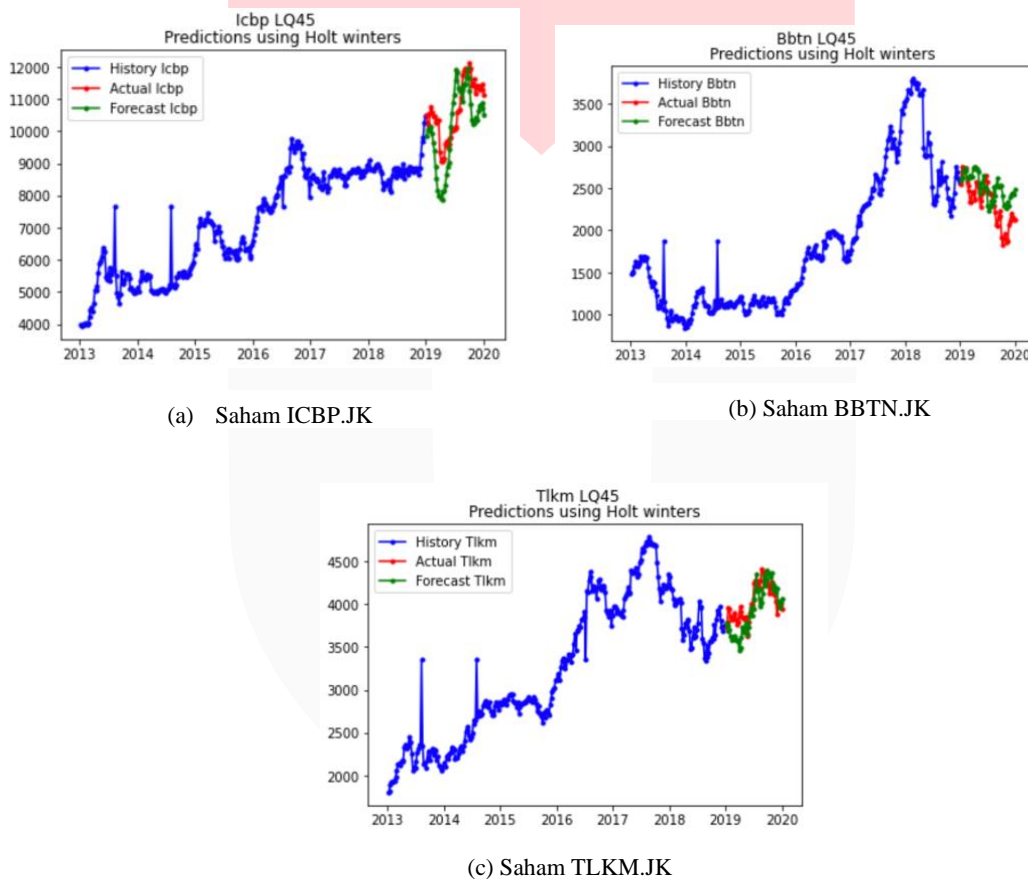 Icbp LQ45
Predictions using Holt winters
History Icbp
Actual Icbp
Forecast Icbp
12000
11000
10000
9000
8000
7000
6000
5000
4000
2013 2014 2015 2016 2017 2018 2019 2020
(a) Saham ICBP.JK
Bbtn LQ45
Predictions using Holt winters
History Bbtn
Actual Bbtn
Forecast Bbtn
3500
3000
2500
2000
1500
1000
2013 2014 2015 2016 2017 2018 2019 2020
(b) Saham BBTN.JK
Tlkm LQ45
Predictions using Holt winters
History Tlkm
Actual Tlkm
Forecast Tlkm
4500
4000
3500
3000
2500
2000
2013 2014 2015 2016 2017 2018 2019 2020
(c) Saham TLKM.JK